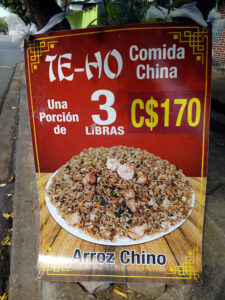 TE-HO Comida China
Una Porción de
3 LIBRAS
C$170
Arroz Chino